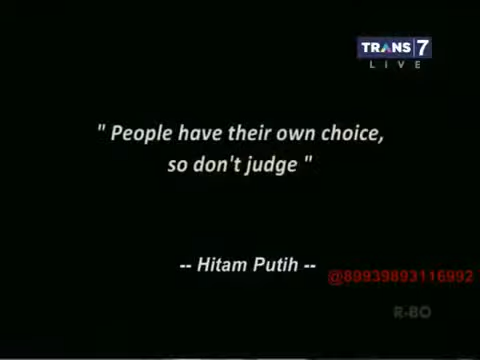 TRANS 7
LIVE
" People have their own choice,
so don't judge "
-- Hitam Putih --
@89939893116992
R-BO